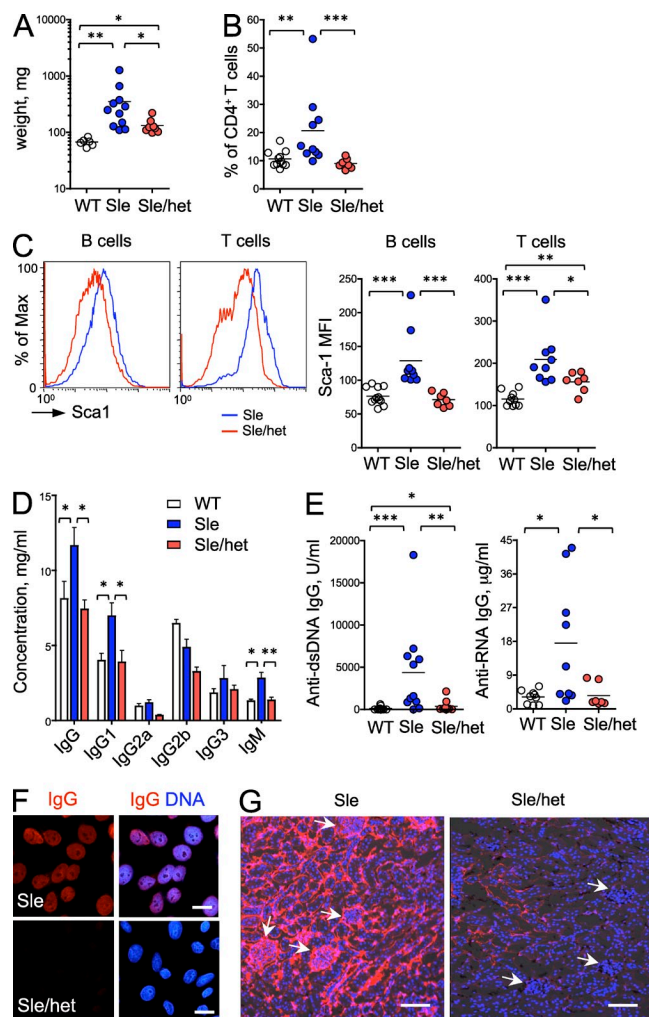 A
weight, mg
10000
1000
100
10
*
** *
WT Sle Sle/het
B
% of CD4⁺ T cells
60
50
40
30
20
10
0
** ***
WT Sle Sle/het
C
B cells T cells
% of Max
100
0
10⁰ 10⁰
Sca1
Sle
Sle/het
B cells
Sca-1 MFI
250
200
150
100
50
0
*** ***
WT Sle Sle/het
T cells
400
300
200
100
0
**
*** *
WT Sle Sle/het
D
Concentration, mg/ml
15
10
5
0
WT
Sle
Sle/het
* *
* *
* **
IgG IgG1 IgG2a IgG2b IgG3 IgM
E
Anti-dsDNA IgG, U/ml
20000
15000
10000
5000
0
*
*** **
WT Sle Sle/het
Anti-RNA IgG, µg/ml
45
36
27
18
9
0
* *
WT Sle Sle/het
F
IgG IgG DNA
Sle
Sle/het
G
Sle Sle/het